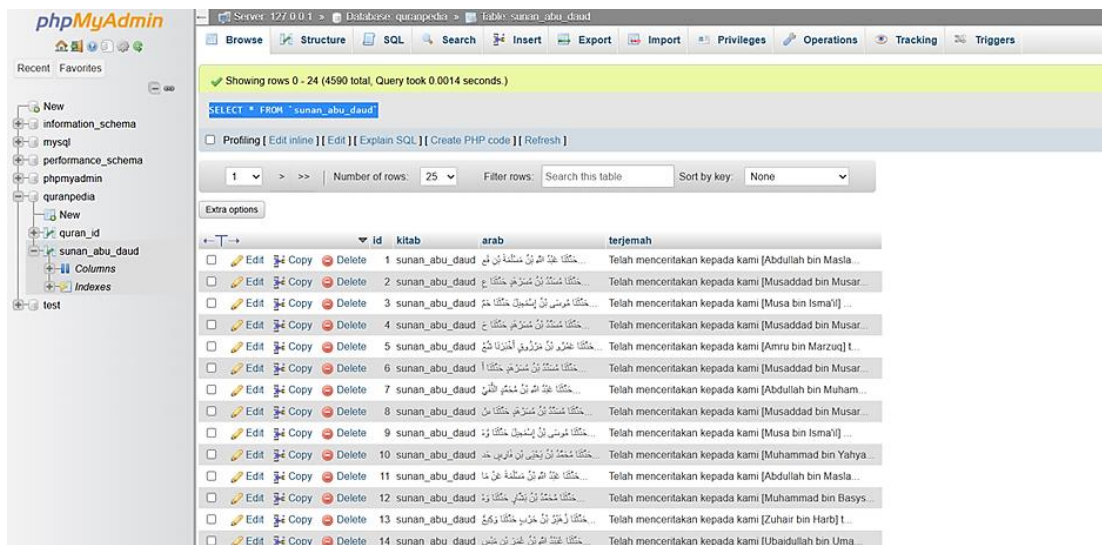 phpMyAdmin
Recent Favorites
New
information_schema
mysql
performance_schema
phpmyadmin
quranpedia
New
quran_id
sunan_abu_daud
Columns
Indexes
test
Server: 127.0.0.1 » Database: quranpedia » Table: sunan_abu_daud
Browse Structure SQL Search Insert Export Import Privileges Operations Tracking Triggers
Showing rows 0 - 24 (4590 total, Query took 0.0014 seconds.)
SELECT * FROM `sunan_abu_daud`
Profiling [ Edit inline ] [ Edit ] [ Explain SQL ] [ Create PHP code ] [ Refresh ]
1 > >> | Number of rows: 25 Filter rows: Search this table Sort by key: None
Extra options
←T→ id kitab arab terjemah
Edit Copy Delete 1 sunan_abu_daud حَدَّثَنَا عَبْدُ اللَّهِ بْنُ مَسْلَمَةَ بْنِ قَع... Telah menceritakan kepada kami [Abdullah bin Masla...
Edit Copy Delete 2 sunan_abu_daud حَدَّثَنَا مُسَدَّدُ بْنُ مُسَرْهَدٍ حَدَّثَنَا ع... Telah menceritakan kepada kami [Musaddad bin Musar...
Edit Copy Delete 3 sunan_abu_daud حَدَّثَنَا مُوسَى بْنُ إِسْمَعِيلَ حَدَّثَنَا حَمّ... Telah menceritakan kepada kami [Musa bin Isma'il] ...
Edit Copy Delete 4 sunan_abu_daud حَدَّثَنَا مُسَدَّدُ بْنُ مُسَرْهَدٍ حَدَّثَنَا ح... Telah menceritakan kepada kami [Musaddad bin Musar...
Edit Copy Delete 5 sunan_abu_daud حَدَّثَنَا عَمْرُو بْنُ مَرْزُوقٍ أَخْبَرَنَا شُعْ... Telah menceritakan kepada kami [Amru bin Marzuq] t...
Edit Copy Delete 6 sunan_abu_daud حَدَّثَنَا مُسَدَّدُ بْنُ مُسَرْهَدٍ حَدَّثَنَا أ... Telah menceritakan kepada kami [Musaddad bin Musar...
Edit Copy Delete 7 sunan_abu_daud حَدَّثَنَا عَبْدُ اللَّهِ بْنُ مُحَمَّدٍ النُّفَيْ... Telah menceritakan kepada kami [Abdullah bin Muham...
Edit Copy Delete 8 sunan_abu_daud حَدَّثَنَا مُسَدَّدُ بْنُ مُسَرْهَدٍ حَدَّثَنَا س... Telah menceritakan kepada kami [Musaddad bin Musar...
Edit Copy Delete 9 sunan_abu_daud حَدَّثَنَا مُوسَى بْنُ إِسْمَعِيلَ حَدَّثَنَا وُهَ... Telah menceritakan kepada kami [Musa bin Isma'il] ...
Edit Copy Delete 10 sunan_abu_daud حَدَّثَنَا مُحَمَّدُ بْنُ يَحْيَى بْنِ فَارِسٍ حَد... Telah menceritakan kepada kami [Muhammad bin Yahya...
Edit Copy Delete 11 sunan_abu_daud حَدَّثَنَا عَبْدُ اللَّهِ بْنُ مَسْلَمَةَ عَنْ مَا... Telah menceritakan kepada kami [Abdullah bin Masla...
Edit Copy Delete 12 sunan_abu_daud حَدَّثَنَا مُحَمَّدُ بْنُ بَشَّارٍ حَدَّثَنَا وَهْ... Telah menceritakan kepada kami [Muhammad bin Basys...
Edit Copy Delete 13 sunan_abu_daud حَدَّثَنَا زُهَيْرُ بْنُ حَرْبٍ حَدَّثَنَا وَكِيعٌ... Telah menceritakan kepada kami [Zuhair bin Harb] t...
Edit Copy Delete 14 sunan_abu_daud حَدَّثَنَا عُبَيْدُ اللَّهِ بْنُ عُمَرَ بْنِ مَيْس... Telah menceritakan kepada kami [Ubaidullah bin Uma...